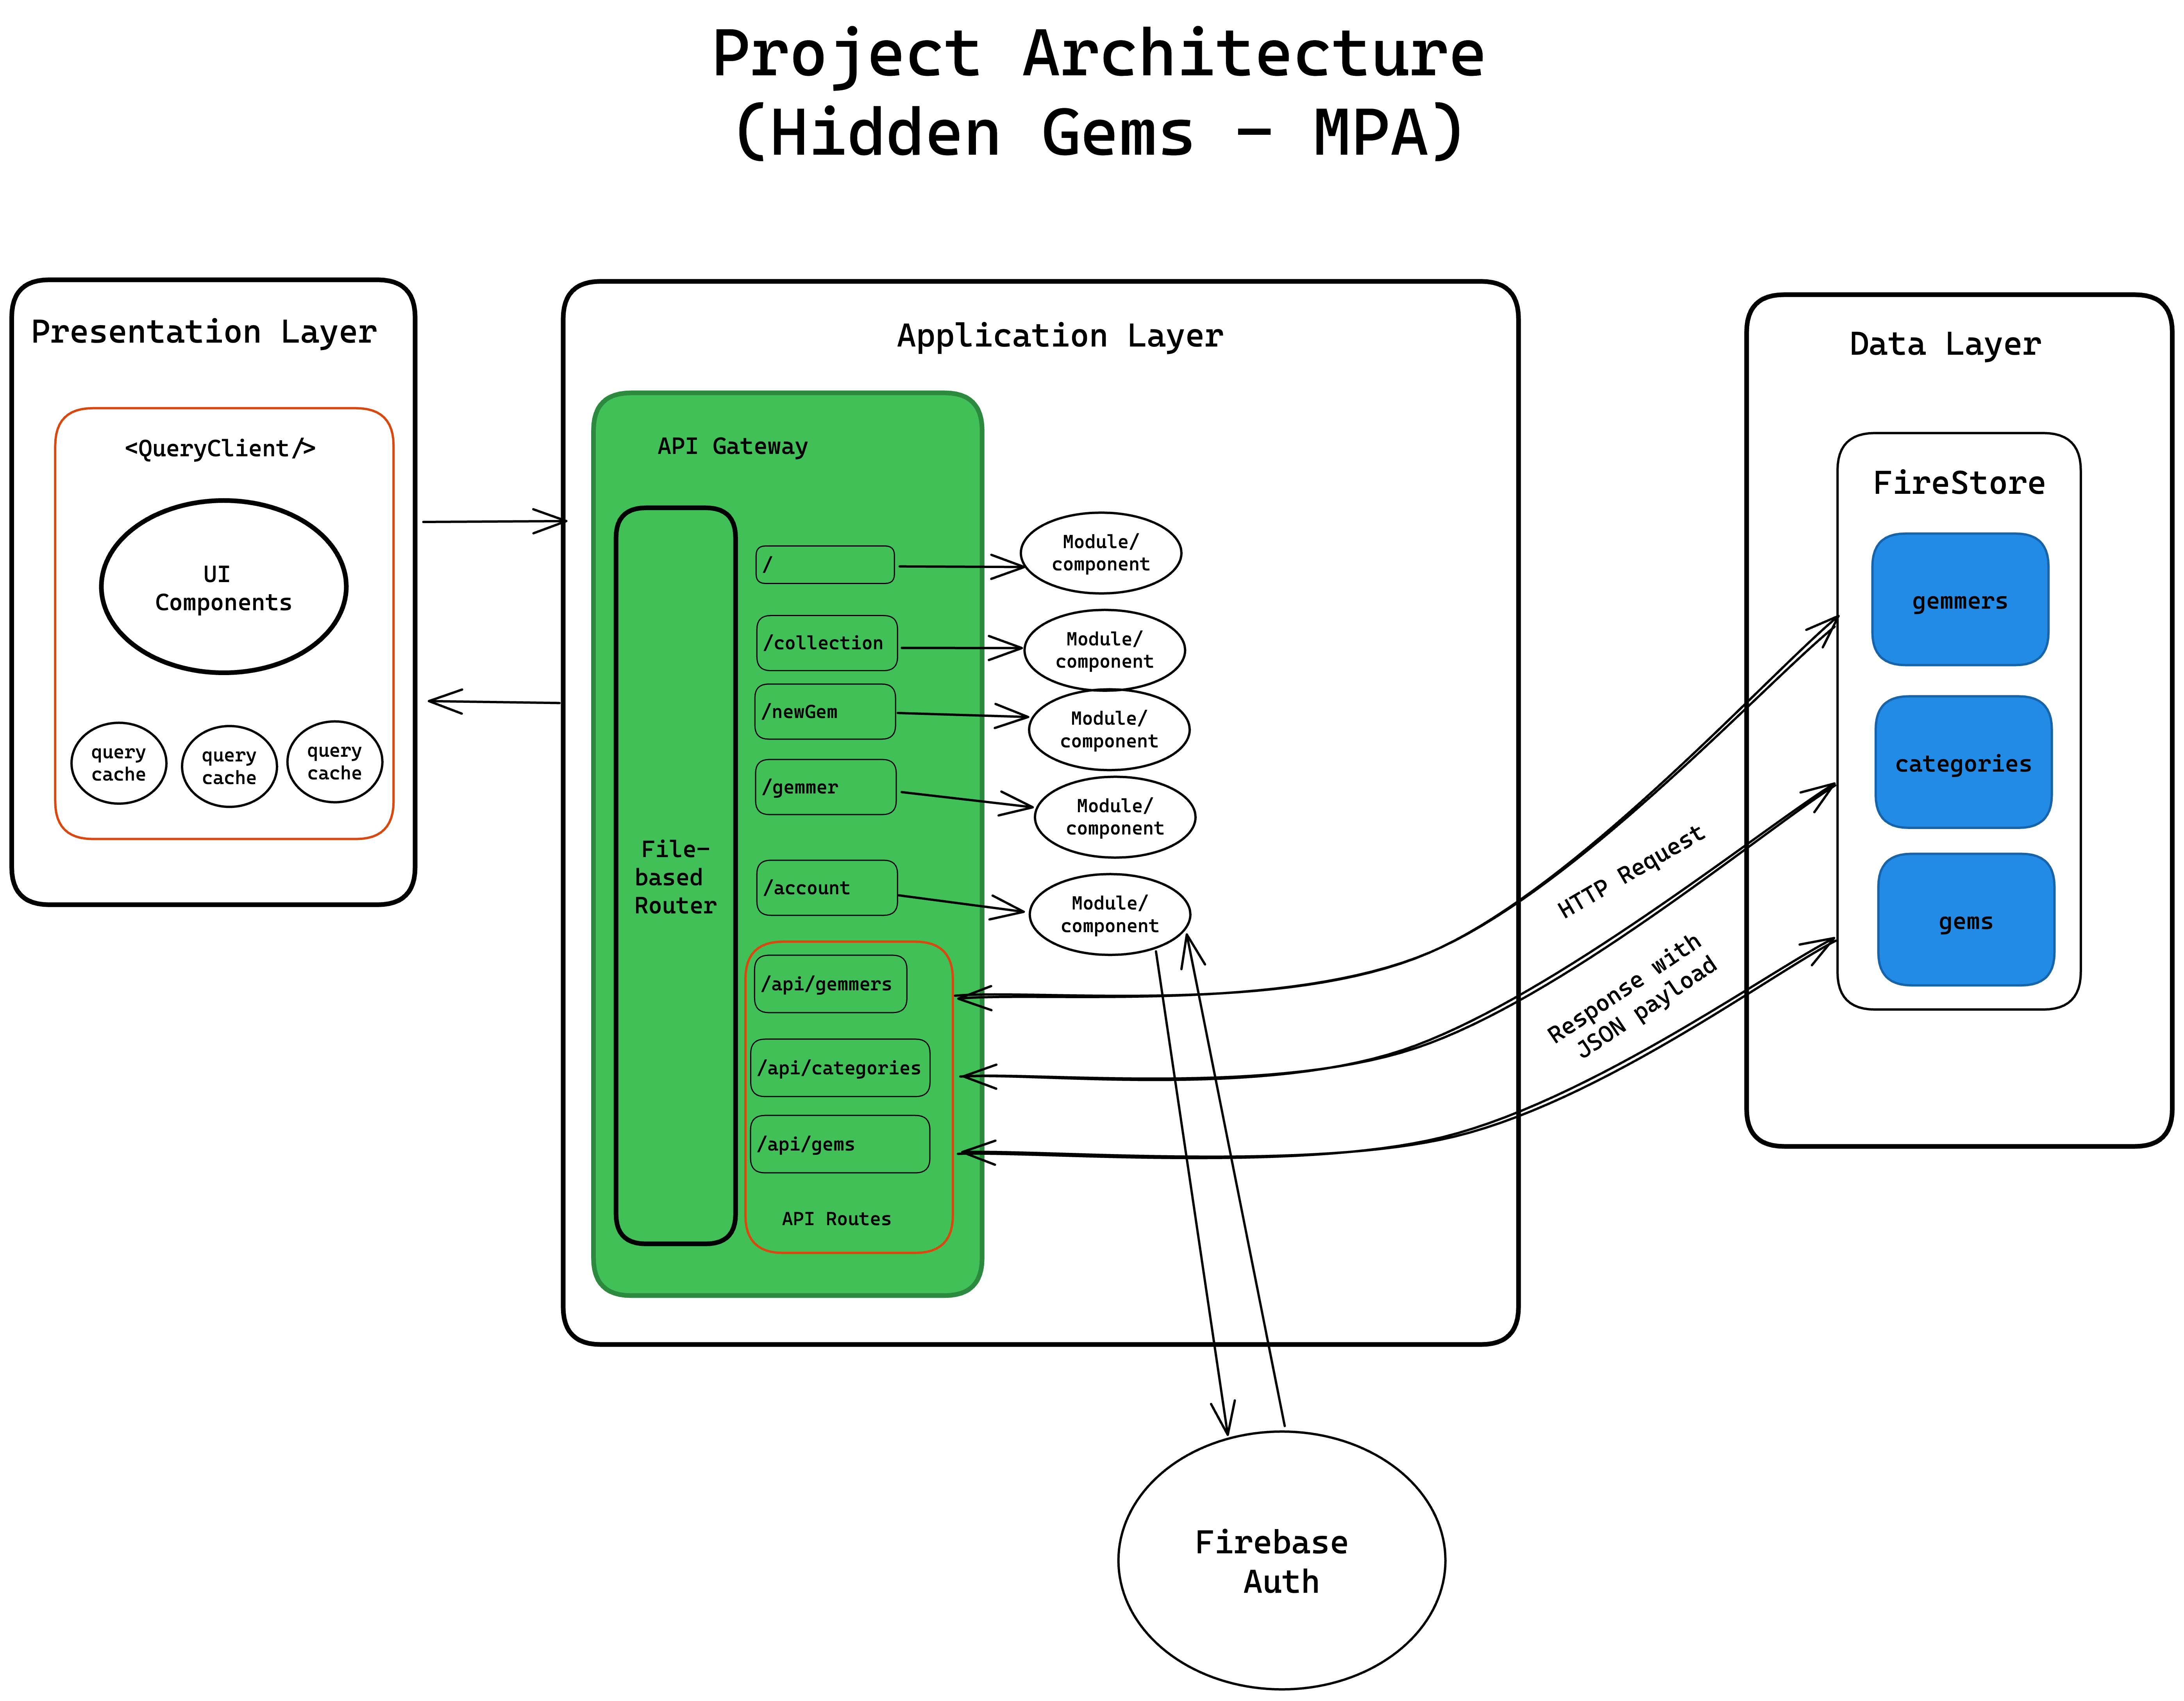 Project Architecture
(Hidden Gems - MPA)
Presentation Layer
<QueryClient/>
UI
Components
query
cache
query
cache
query
cache
Application Layer
API Gateway
File-
based
Router
/
/collection
/newGem
/gemmer
/account
/api/gemmers
/api/categories
/api/gems
API Routes
Module/
component
Module/
component
Module/
component
Module/
component
Module/
component
HTTP Request
Response with
JSON payload
Data Layer
FireStore
gemmers
categories
gems
Firebase
Auth